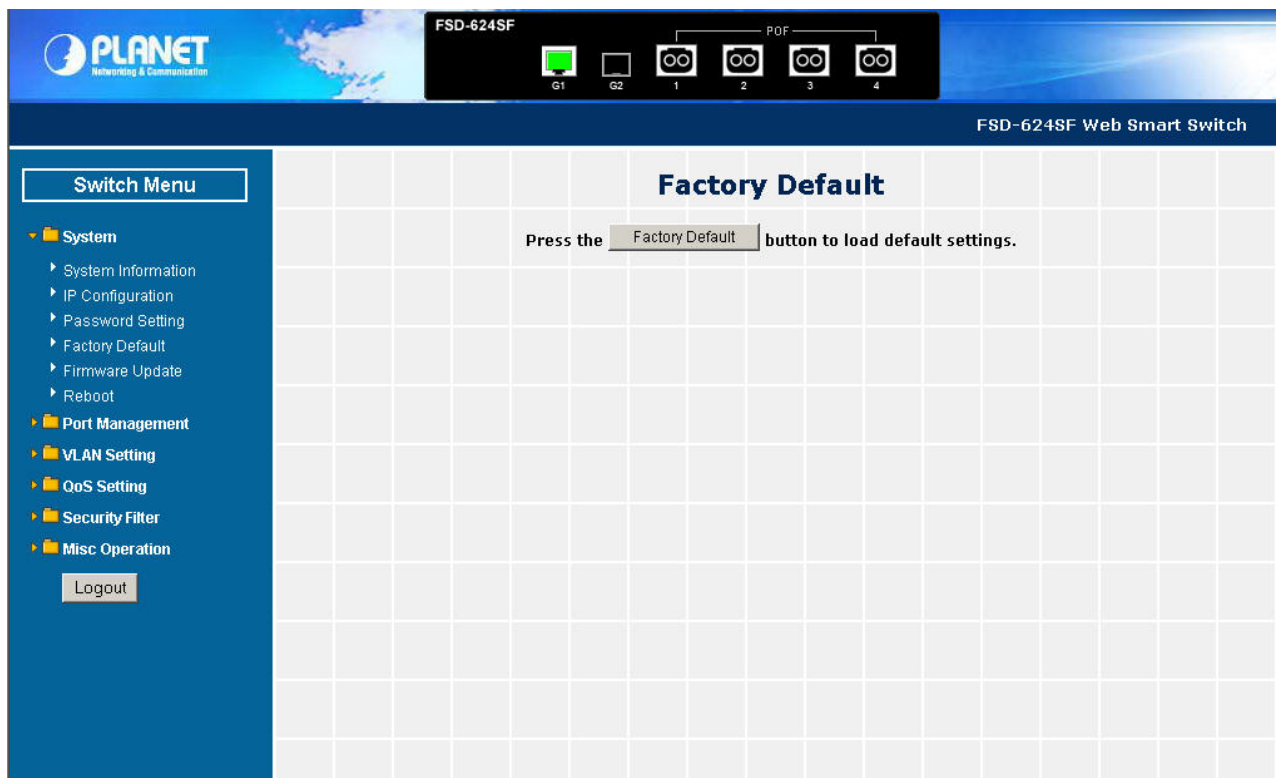 PLANET
Networking & Communication
FSD-624SF
POF
G1 G2 1 2 3 4
FSD-624SF Web Smart Switch
Switch Menu
System
System Information
IP Configuration
Password Setting
Factory Default
Firmware Update
Reboot
Port Management
VLAN Setting
QoS Setting
Security Filter
Misc Operation
Logout
Factory Default
Press the Factory Default button to load default settings.